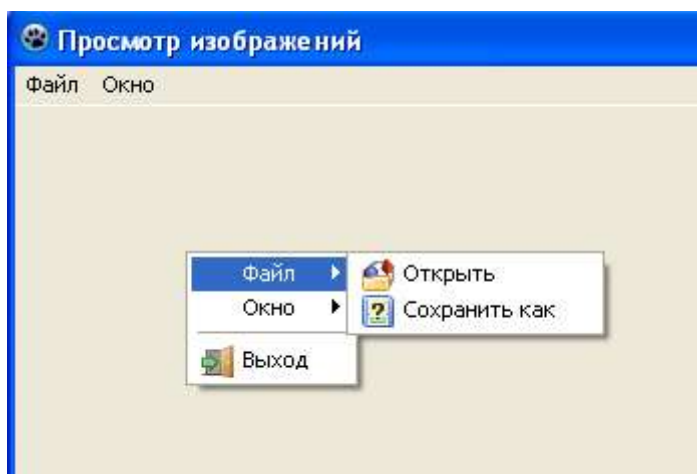 Просмотр изображений
Файл Окно
Файл Открыть
Окно Сохранить как
Выход